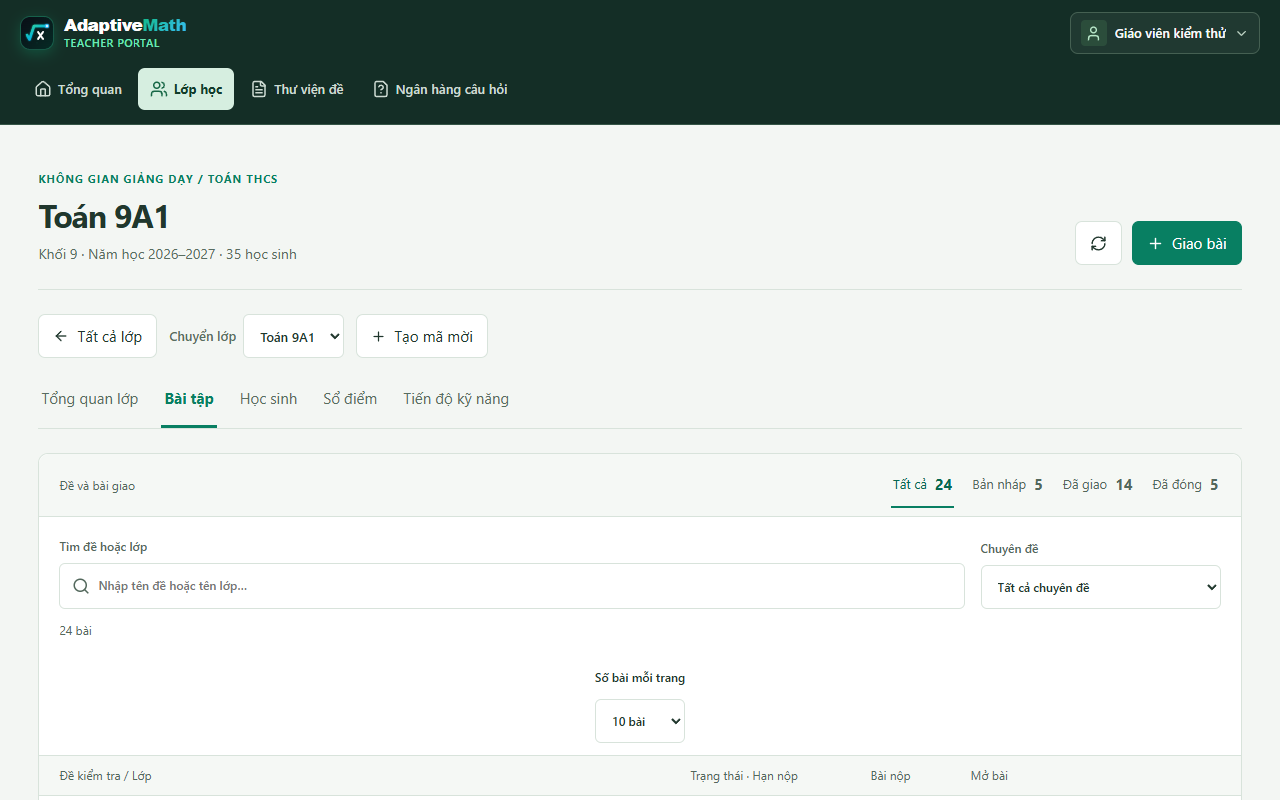 AdaptiveMath
TEACHER PORTAL
Giáo viên kiểm thử
Tổng quan
Lớp học
Thư viện đề
Ngân hàng câu hỏi
KHÔNG GIAN GIẢNG DẠY / TOÁN THCS
Toán 9A1
Khối 9 · Năm học 2026–2027 · 35 học sinh
Giao bài
Tất cả lớp
Chuyển lớp
Toán 9A1
Tạo mã mời
Tổng quan lớp
Bài tập
Học sinh
Sổ điểm
Tiến độ kỹ năng
Đề và bài giao
Tất cả 24
Bản nháp 5
Đã giao 14
Đã đóng 5
Tìm đề hoặc lớp
Chuyên đề
Nhập tên đề hoặc tên lớp...
Tất cả chuyên đề
24 bài
Số bài mỗi trang
10 bài
Đề kiểm tra / Lớp
Trạng thái · Hạn nộp
Bài nộp
Mở bài